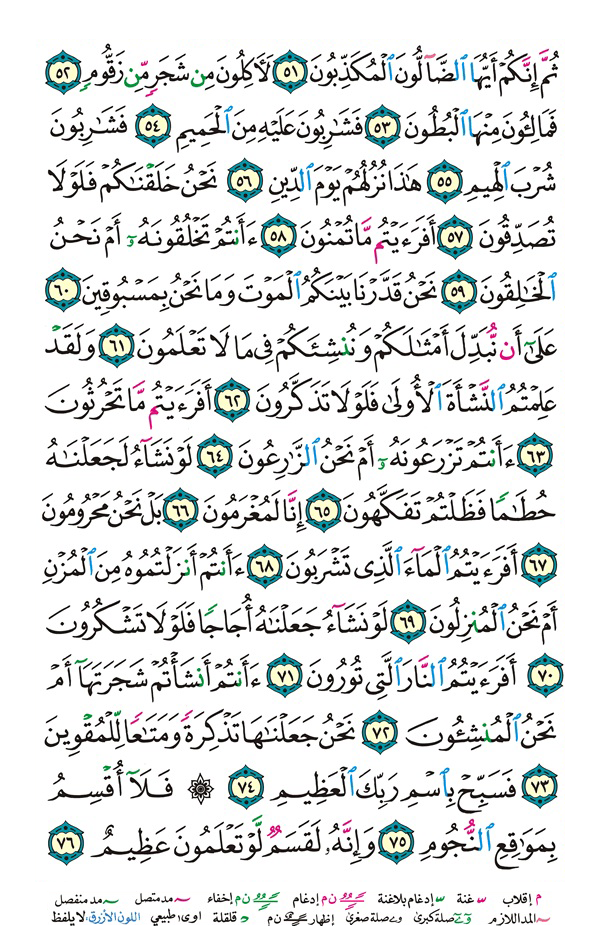 ثُمَّ إِنَّكُمْ أَيُّهَا ٱلضَّآلُّونَ ٱلْمُكَذِّبُونَ ٥١ لَأٓكِلُونَ مِن شَجَرٖ مِّن زَقُّومٖ ٥٢
فَمَالِـُٔونَ مِنْهَا ٱلْبُطُونَ ٥٣ فَشَٰرِبُونَ عَلَيْهِ مِنَ ٱلْحَمِيمِ ٥٤ فَشَٰرِبُونَ
شُرْبَ ٱلْهِيمِ ٥٥ هَٰذَا نُزُلُهُمْ يَوْمَ ٱلدِّينِ ٥٦ نَحْنُ خَلَقْنَٰكُمْ فَلَوْلَا
تُصَدِّقُونَ ٥٧ أَفَرَءَيْتُم مَّا تُمْنُونَ ٥٨ ءَأَنتُمْ تَخْلُقُونَهُۥٓ أَمْ نَحْنُ
ٱلْخَٰلِقُونَ ٥٩ نَحْنُ قَدَّرْنَا بَيْنَكُمُ ٱلْمَوْتَ وَمَا نَحْنُ بِمَسْبُوقِينَ ٦٠
عَلَىٰٓ أَن نُّبَدِّلَ أَمْثَٰلَكُمْ وَنُنشِئَكُمْ فِى مَا لَا تَعْلَمُونَ ٦١ وَلَقَدْ
عَلِمْتُمُ ٱلنَّشْأَةَ ٱلْأُولَىٰ فَلَوْلَا تَذَكَّرُونَ ٦٢ أَفَرَءَيْتُم مَّا تَحْرُثُونَ
٦٣ ءَأَنتُمْ تَزْرَعُونَهُۥٓ أَمْ نَحْنُ ٱلزَّٰرِعُونَ ٦٤ لَوْ نَشَآءُ لَجَعَلْنَٰهُ
حُطَٰمٗا فَظَلْتُمْ تَفَكَّهُونَ ٦٥ إِنَّا لَمُغْرَمُونَ ٦٦ بَلْ نَحْنُ مَحْرُومُونَ
٦٧ أَفَرَءَيْتُمُ ٱلْمَآءَ ٱلَّذِى تَشْرَبُونَ ٦٨ ءَأَنتُمْ أَنزَلْتُمُوهُ مِنَ ٱلْمُزْنِ
أَمْ نَحْنُ ٱلْمُنزِلُونَ ٦٩ لَوْ نَشَآءُ جَعَلْنَٰهُ أُجَاجٗا فَلَوْلَا تَشْكُرُونَ
٧٠ أَفَرَءَيْتُمُ ٱلنَّارَ ٱلَّتِى تُورُونَ ٧١ ءَأَنتُمْ أَنشَأْتُمْ شَجَرَتَهَآ أَمْ
نَحْنُ ٱلْمُنشِـُٔونَ ٧٢ نَحْنُ جَعَلْنَٰهَا تَذْكِرَةٗ وَمَتَٰعٗا لِّلْمُقْوِينَ
٧٣ فَسَبِّحْ بِٱسْمِ رَبِّكَ ٱلْعَظِيمِ ٧٤ ۞ فَلَآ أُقْسِمُ
بِمَوَٰقِعِ ٱلنُّجُومِ ٧٥ وَإِنَّهُۥ لَقَسَمٞ لَّوْ تَعْلَمُونَ عَظِيمٌ ٧٦
م إقلاب غنة إدغام بلاغنة ن م إدغام ن م إخفاء مد متصل مد منفصل
المد اللازم صلة كبرى صلة صغرى إظهار ن م قلقلة اوى طبيعي اللون الأزرق لا يلفظ